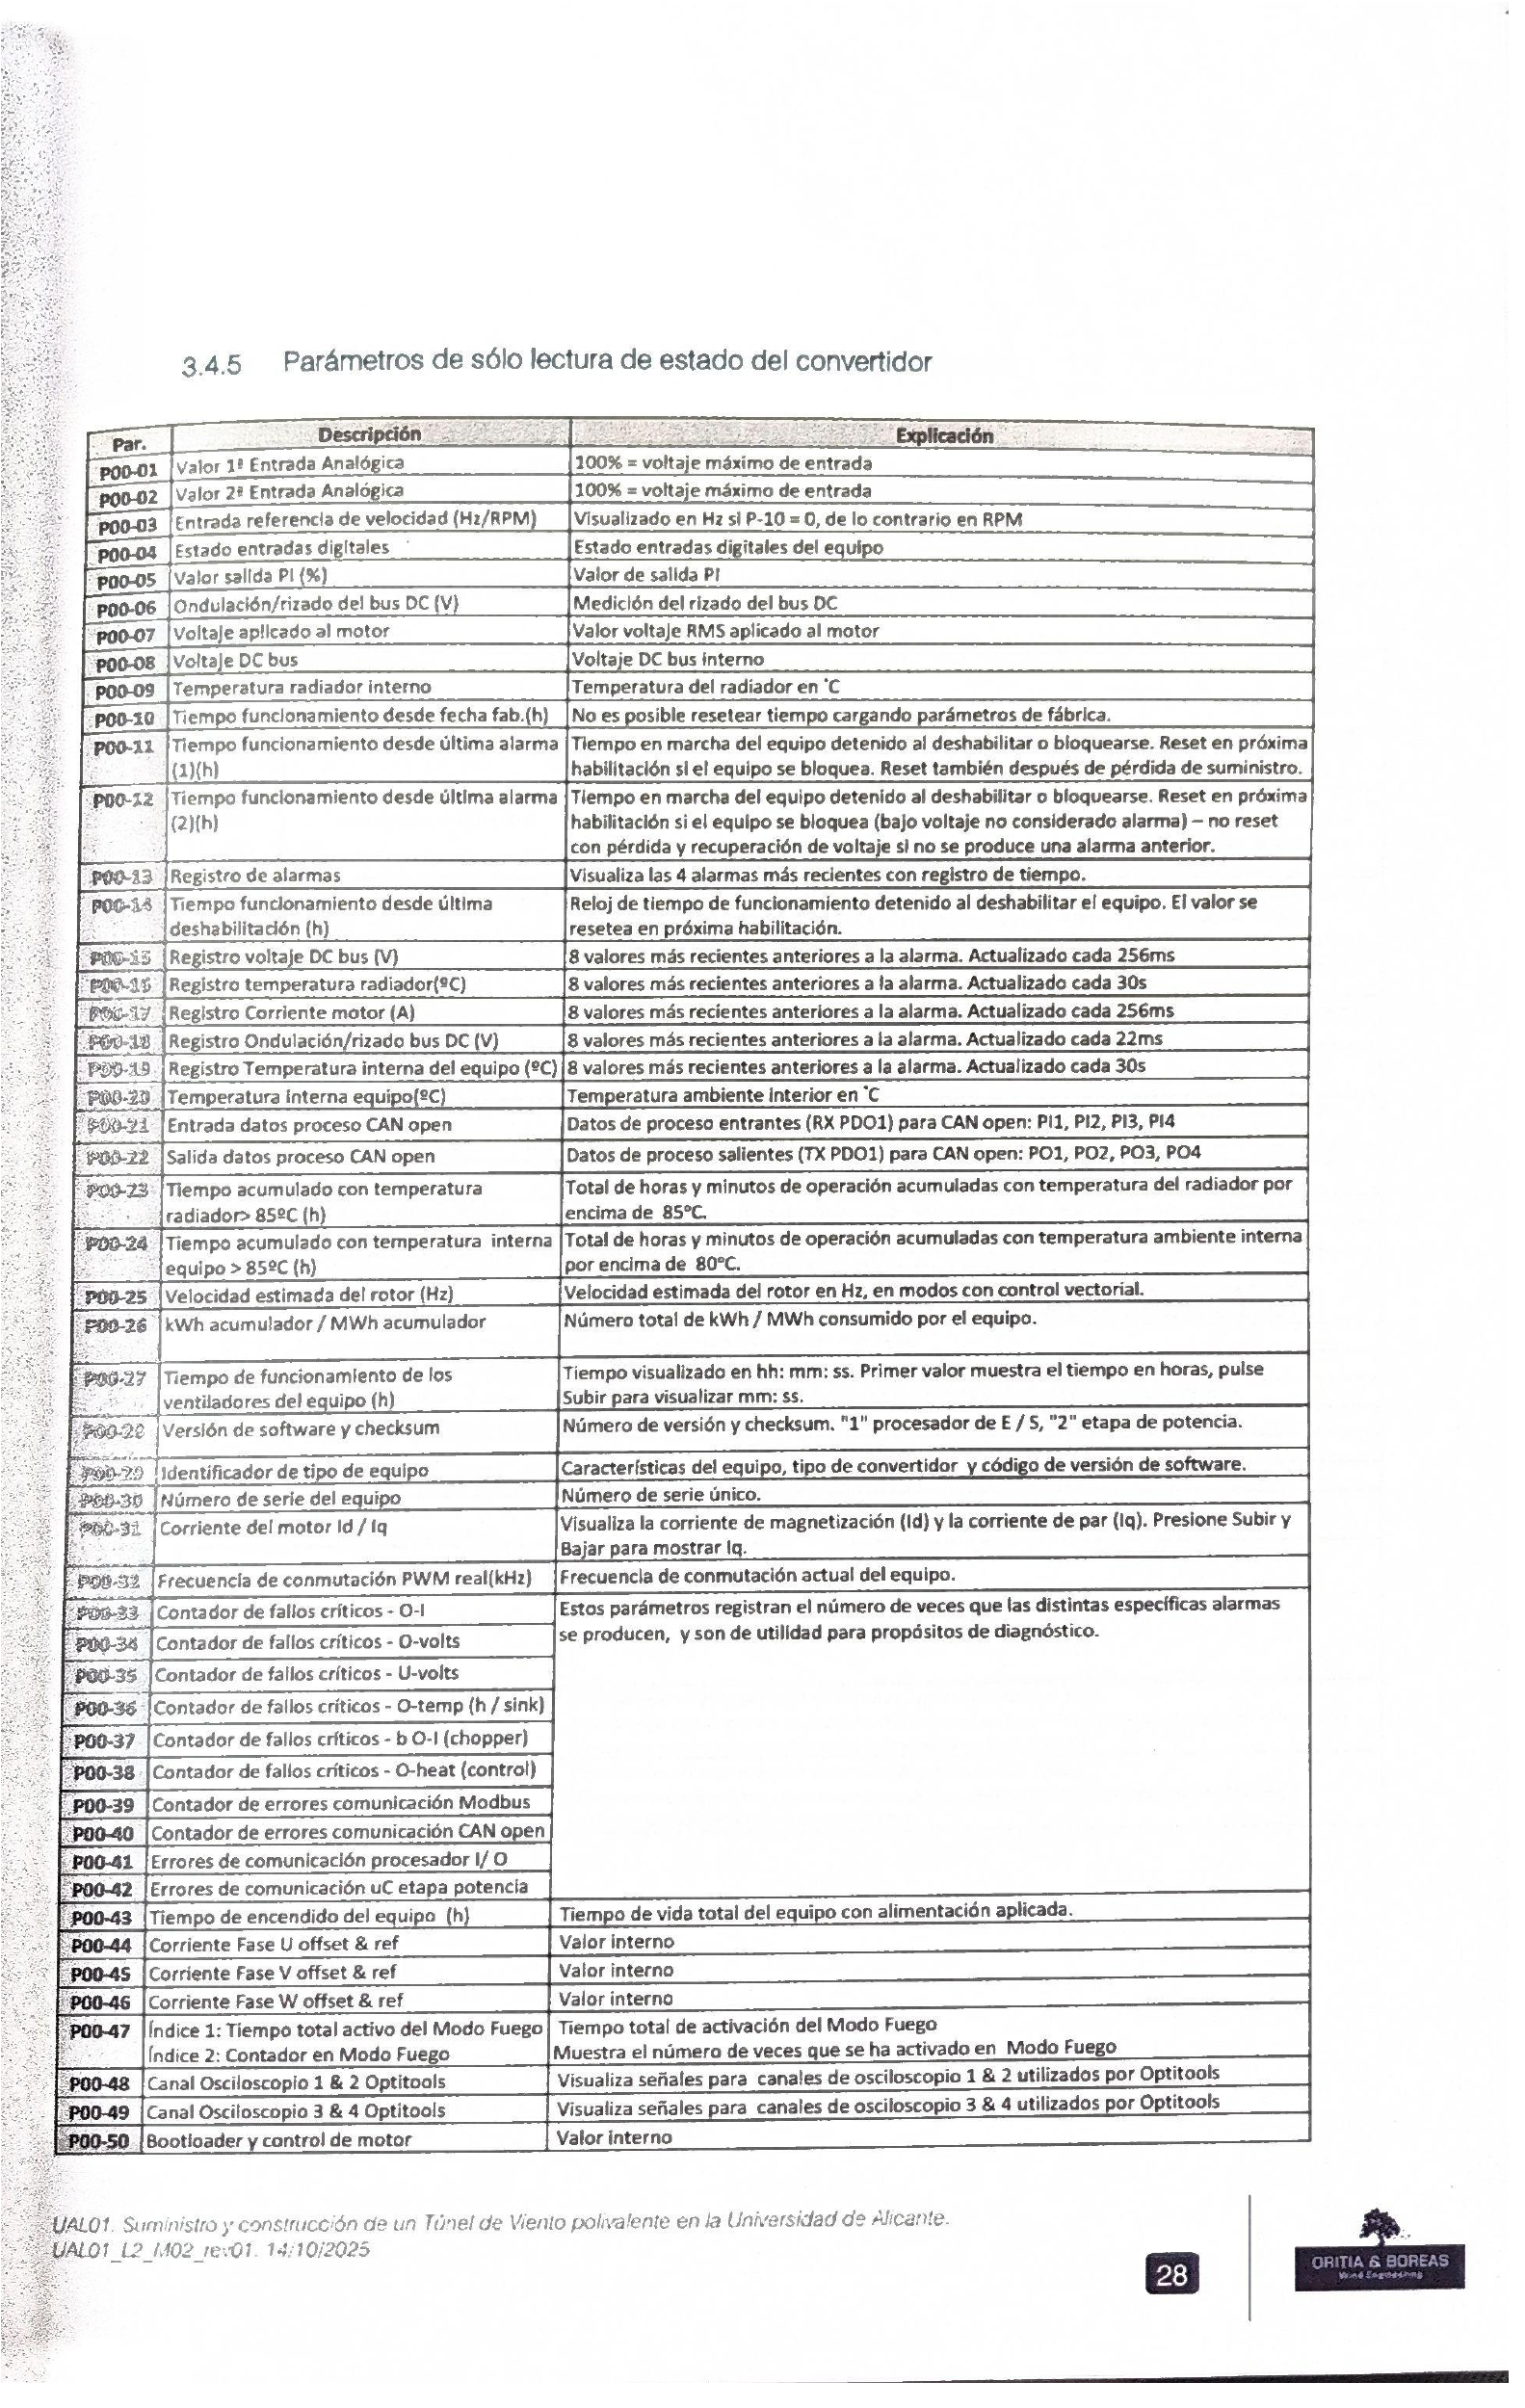 3.4.5 Parámetros de sólo lectura de estado del convertidor
Par. Descripción Explicación
P00-01 Valor 1ª Entrada Analógica 100% = voltaje máximo de entrada
P00-02 Valor 2ª Entrada Analógica 100% = voltaje máximo de entrada
P00-03 Entrada referencia de velocidad (Hz/RPM) Visualizado en Hz si P-10 = 0, de lo contrario en RPM
P00-04 Estado entradas digitales Estado entradas digitales del equipo
P00-05 Valor salida PI (%) Valor de salida PI
P00-06 Ondulación/rizado del bus DC (V) Medición del rizado del bus DC
P00-07 Voltaje aplicado al motor Valor voltaje RMS aplicado al motor
P00-08 Voltaje DC bus Voltaje DC bus interno
P00-09 Temperatura radiador interno Temperatura del radiador en ˚C
P00-10 Tiempo funcionamiento desde fecha fab.(h) No es posible resetear tiempo cargando parámetros de fábrica.
P00-11 Tiempo funcionamiento desde última alarma Tiempo en marcha del equipo detenido al deshabilitar o bloquearse. Reset en próxima
(1)(h) habilitación si el equipo se bloquea. Reset también después de pérdida de suministro.
P00-12 Tiempo funcionamiento desde última alarma Tiempo en marcha del equipo detenido al deshabilitar o bloquearse. Reset en próxima
(2)(h) habilitación si el equipo se bloquea (bajo voltaje no considerado alarma) – no reset
con pérdida y recuperación de voltaje si no se produce una alarma anterior.
P00-13 Registro de alarmas Visualiza las 4 alarmas más recientes con registro de tiempo.
P00-14 Tiempo funcionamiento desde última Reloj de tiempo de funcionamiento detenido al deshabilitar el equipo. El valor se
deshabilitación (h) resetea en próxima habilitación.
P00-15 Registro voltaje DC bus (V) 8 valores más recientes anteriores a la alarma. Actualizado cada 256ms
P00-16 Registro temperatura radiador(ºC) 8 valores más recientes anteriores a la alarma. Actualizado cada 30s
P00-17 Registro Corriente motor (A) 8 valores más recientes anteriores a la alarma. Actualizado cada 256ms
P00-18 Registro Ondulación/rizado bus DC (V) 8 valores más recientes anteriores a la alarma. Actualizado cada 22ms
P00-19 Registro Temperatura interna del equipo (ºC) 8 valores más recientes anteriores a la alarma. Actualizado cada 30s
P00-20 Temperatura interna equipo(ºC) Temperatura ambiente interior en ˚C
P00-21 Entrada datos proceso CAN open Datos de proceso entrantes (RX PDO1) para CAN open: PI1, PI2, PI3, PI4
P00-22 Salida datos proceso CAN open Datos de proceso salientes (TX PDO1) para CAN open: PO1, PO2, PO3, PO4
P00-23 Tiempo acumulado con temperatura Total de horas y minutos de operación acumuladas con temperatura del radiador por
radiador> 85ºC (h) encima de 85°C.
P00-24 Tiempo acumulado con temperatura interna Total de horas y minutos de operación acumuladas con temperatura ambiente interna
equipo > 85ºC (h) por encima de 80°C.
P00-25 Velocidad estimada del rotor (Hz) Velocidad estimada del rotor en Hz, en modos con control vectorial.
P00-26 kWh acumulador / MWh acumulador Número total de kWh / MWh consumido por el equipo.
P00-27 Tiempo de funcionamiento de los Tiempo visualizado en hh: mm: ss. Primer valor muestra el tiempo en horas, pulse
ventiladores del equipo (h) Subir para visualizar mm: ss.
P00-28 Versión de software y checksum Número de versión y checksum. "1" procesador de E / S, "2" etapa de potencia.
P00-29 Identificador de tipo de equipo Características del equipo, tipo de convertidor y código de versión de software.
P00-30 Número de serie del equipo Número de serie único.
P00-31 Corriente del motor Id / Iq Visualiza la corriente de magnetización (Id) y la corriente de par (Iq). Presione Subir y
Bajar para mostrar Iq.
P00-32 Frecuencia de conmutación PWM real(kHz) Frecuencia de conmutación actual del equipo.
P00-33 Contador de fallos críticos - O-I Estos parámetros registran el número de veces que las distintas específicas alarmas
P00-34 Contador de fallos críticos - O-volts se producen, y son de utilidad para propósitos de diagnóstico.
P00-35 Contador de fallos críticos - U-volts
P00-36 Contador de fallos críticos - O-temp (h / sink)
P00-37 Contador de fallos críticos - b O-I (chopper)
P00-38 Contador de fallos críticos - O-heat (control)
P00-39 Contador de errores comunicación Modbus
P00-40 Contador de errores comunicación CAN open
P00-41 Errores de comunicación procesador I/ O
P00-42 Errores de comunicación uC etapa potencia
P00-43 Tiempo de encendido del equipo (h) Tiempo de vida total del equipo con alimentación aplicada.
P00-44 Corriente Fase U offset & ref Valor interno
P00-45 Corriente Fase V offset & ref Valor interno
P00-46 Corriente Fase W offset & ref Valor interno
P00-47 Índice 1: Tiempo total activo del Modo Fuego Tiempo total de activación del Modo Fuego
Índice 2: Contador en Modo Fuego Muestra el número de veces que se ha activado en Modo Fuego
P00-48 Canal Osciloscopio 1 & 2 Optitools Visualiza señales para canales de osciloscopio 1 & 2 utilizados por Optitools
P00-49 Canal Osciloscopio 3 & 4 Optitools Visualiza señales para canales de osciloscopio 3 & 4 utilizados por Optitools
P00-50 Bootloader y control de motor Valor interno
UAL01. Suministro y construcción de un Túnel de Viento polivalente en la Universidad de Alicante.
UAL01_L2_M02_rev01. 14/10/2025
28
ORITIA & BOREAS
Wind Engineering